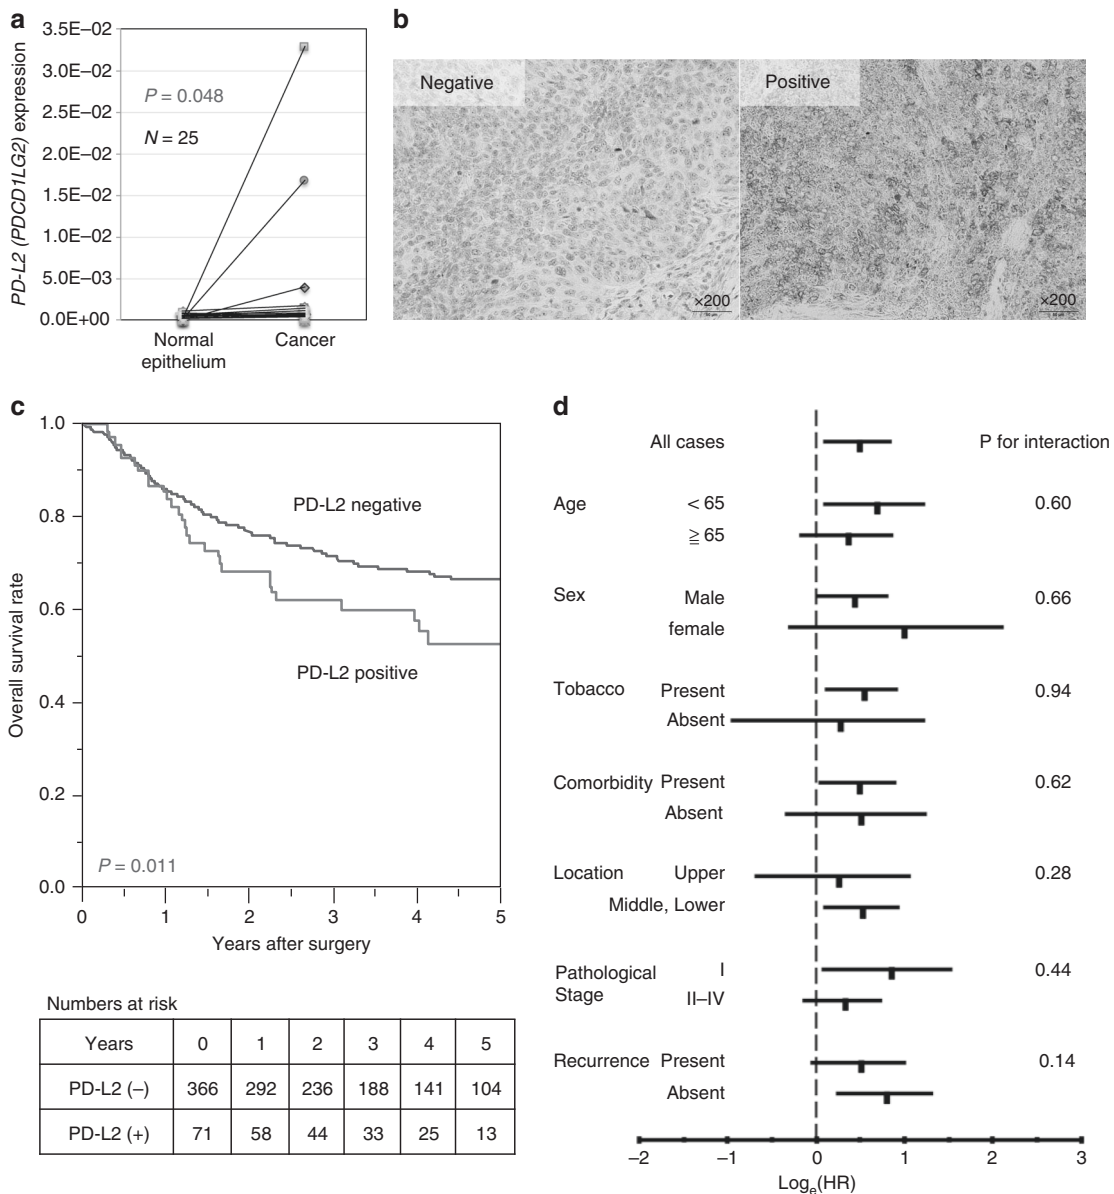 a
PD-L2 (PDCD1LG2) expression
3.5E–02
3.0E–02
2.5E–02
2.0E–02
1.5E–02
1.0E–02
5.0E–03
0.0E+00
P = 0.048
N = 25
Normal
epithelium
Cancer
b
Negative
Positive
×200
×200
c
Overall survival rate
1.0
0.8
0.6
0.4
0.2
0.0
PD-L2 negative
PD-L2 positive
P = 0.011
0 1 2 3 4 5
Years after surgery
Numbers at risk
Years 0 1 2 3 4 5
PD-L2 (–) 366 292 236 188 141 104
PD-L2 (+) 71 58 44 33 25 13
d
All cases P for interaction
Age < 65 0.60
≧ 65
Sex Male 0.66
female
Tobacco Present 0.94
Absent
Comorbidity Present 0.62
Absent
Location Upper 0.28
Middle, Lower
Pathological I 0.44
Stage II–IV
Recurrence Present 0.14
Absent
–2 –1 0 1 2 3
Loge(HR)